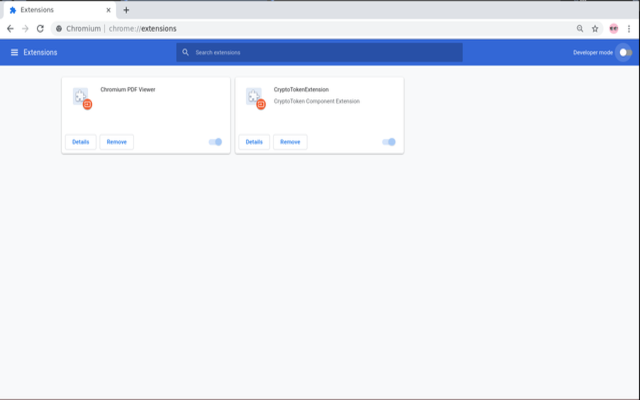 Extensions
Chromium | chrome://extensions
Extensions
Search extensions
Developer mode
Chromium PDF Viewer
Details
Remove
CryptoTokenExtension
CryptoToken Component Extension
Details
Remove